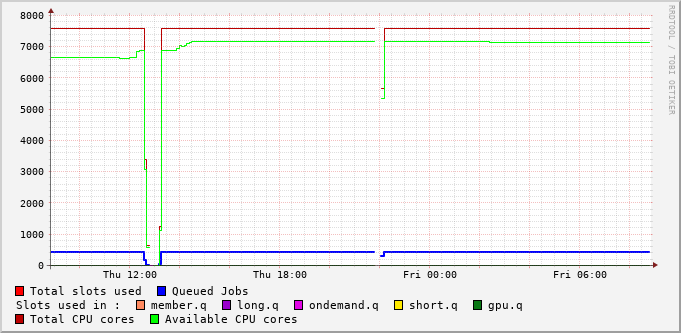 RRDTOOL / TOBI OETIKER
8000
7000
6000
5000
4000
3000
2000
1000
0
Thu 12:00 Thu 18:00 Fri 00:00 Fri 06:00
Total slots used Queued Jobs
Slots used in : member.q long.q ondemand.q short.q gpu.q
Total CPU cores Available CPU cores